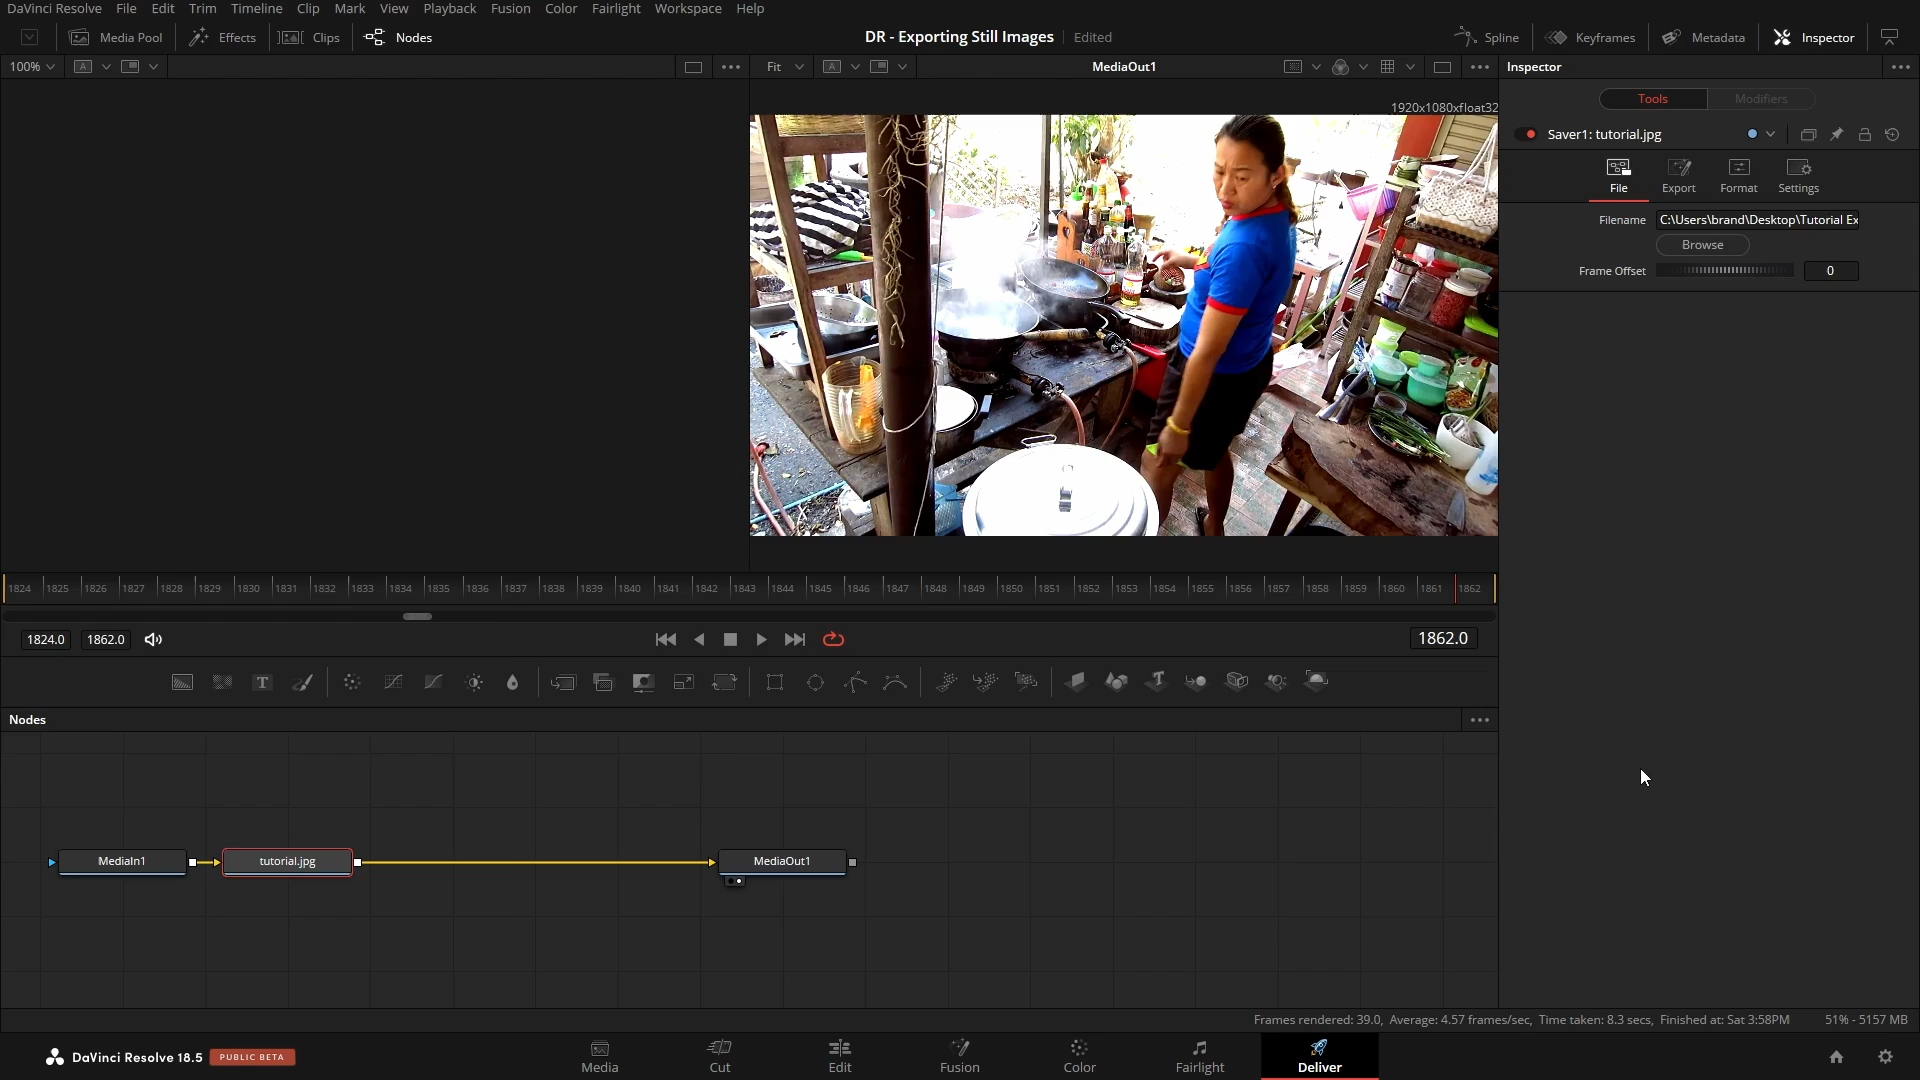 DaVinci Resolve File Edit Trim Timeline Clip Mark View Playback Fusion Color Fairlight Workspace Help
Media Pool Effects Clips Nodes DR - Exporting Still Images Edited Spline Keyframes Metadata Inspector
100% A Fit A MediaOut1 Inspector
1920x1080xfloat32
Tools Modifiers
Saver1: tutorial.jpg
File Export Format Settings
Filename C:\Users\brand\Desktop\Tutorial Ex
Browse
Frame Offset 0
1824 1825 1826 1827 1828 1829 1830 1831 1832 1833 1834 1835 1836 1837 1838 1839 1840 1841 1842 1843 1844 1845 1846 1847 1848 1849 1850 1851 1852 1853 1854 1855 1856 1857 1858 1859 1860 1861 1862
1824.0 1862.0 1862.0
T T
Nodes
MediaIn1 tutorial.jpg MediaOut1
Frames rendered: 39.0, Average: 4.57 frames/sec, Time taken: 8.3 secs, Finished at: Sat 3:58PM 51% - 5157 MB
DaVinci Resolve 18.5 PUBLIC BETA Media Cut Edit Fusion Color Fairlight Deliver